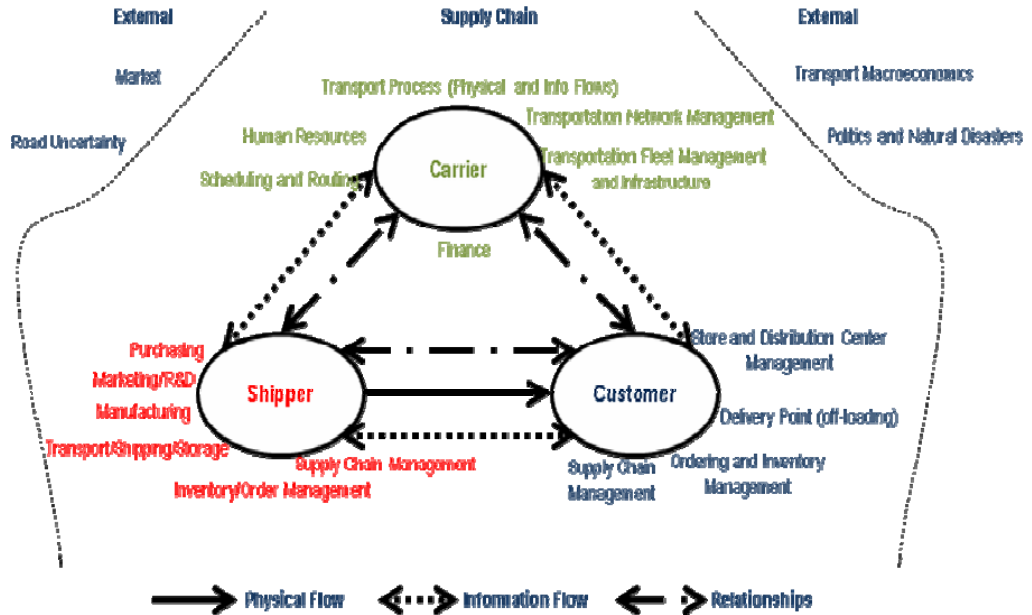 External
Supply Chain
External
Market
Transport Macroeconomics
Transport Process (Physical and Info Flows)
Transportation Network Management
Human Resources
Road Uncertainty
Politics and Natural Disasters
Transportation Fleet Management
and Infrastructure
Carrier
Scheduling and Routing
Finance
Store and Distribution Center
Management
Purchasing
Marketing/R&D
Shipper
Customer
Manufacturing
Delivery Point (off-loading)
Transport/Shipping/Storage
Supply Chain Management
Supply Chain
Management
Ordering and Inventory
Management
Inventory/Order Management
Physical Flow
Information Flow
Relationships